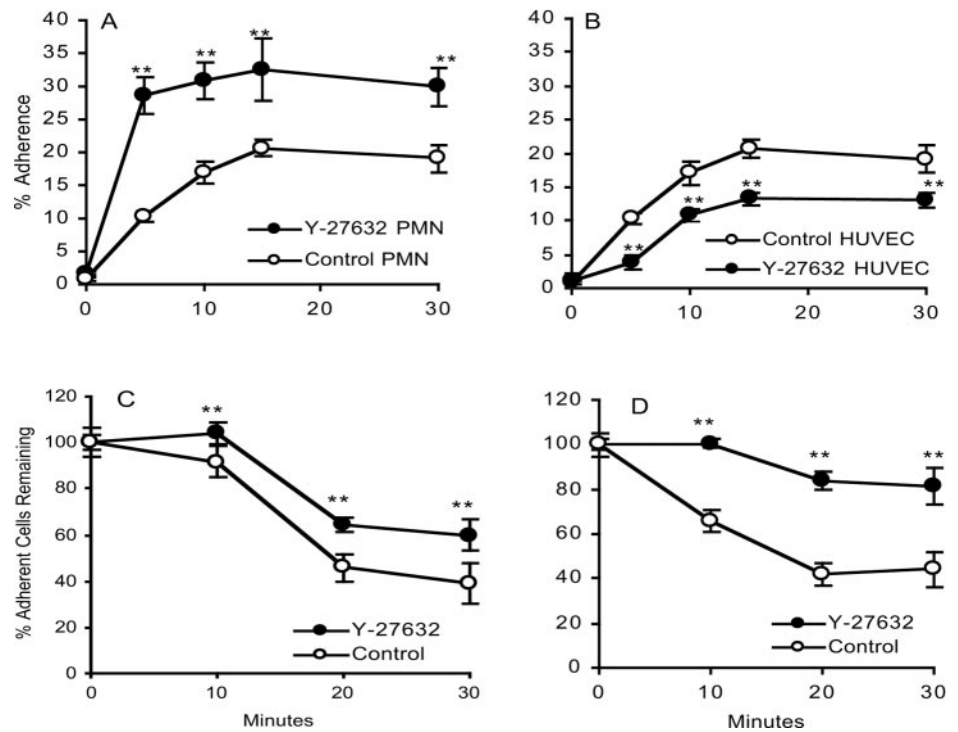 A
% Adherence
40
35
30
25
20
15
10
5
0
** ** ** **
Y-27632 PMN
Control PMN
0 10 20 30
B
40
35
30
25
20
15
10
5
0
** ** ** **
Control HUVEC
Y-27632 HUVEC
0 10 20 30
C
% Adherent Cells Remaining
120
100
80
60
40
20
0
** ** **
Y-27632
Control
0 10 20 30
Minutes
D
120
100
80
60
40
20
0
** ** **
Y-27632
Control
0 10 20 30
Minutes